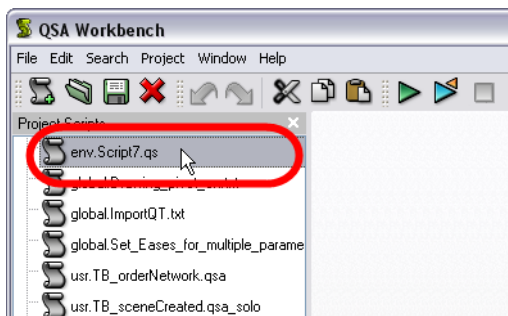 QSA Workbench
File Edit Search Project Window Help
Project Scripts
env.Script7.qs
global.ImportQT.txt
global.Set_Eases_for_multiple_parame
usr.TB_orderNetwork.qsa
usr.TB_sceneCreated.qsa_solo